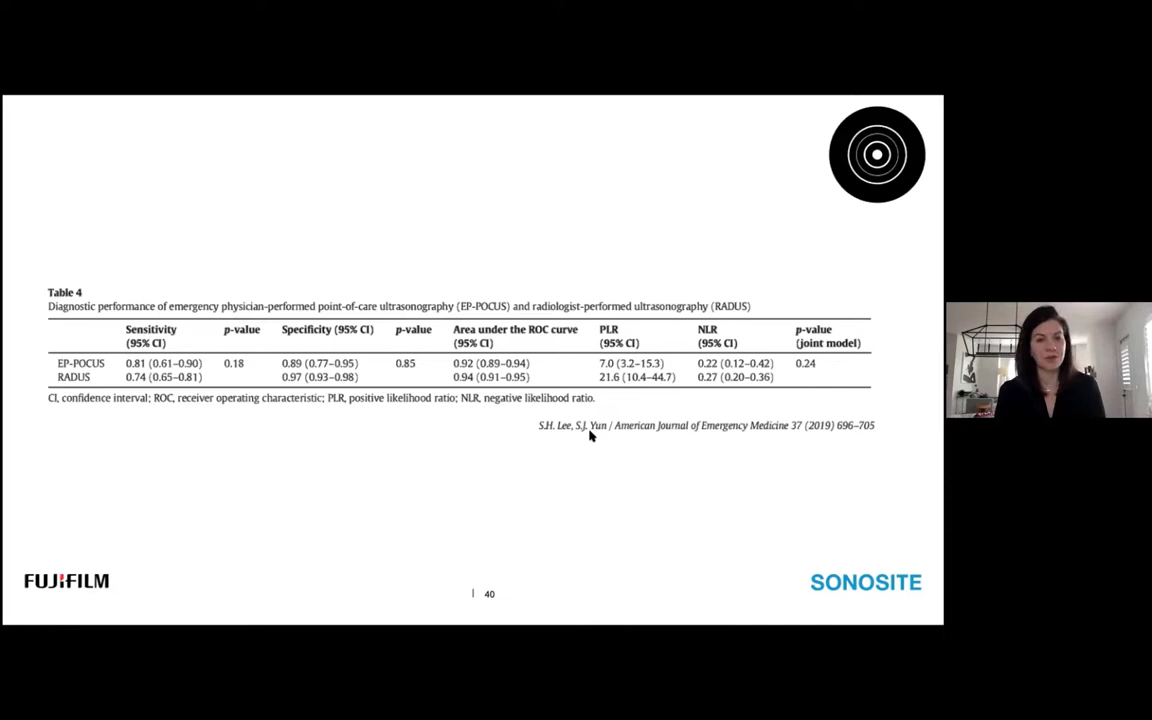 Table 4
Diagnostic performance of emergency physician-performed point-of-care ultrasonography (EP-POCUS) and radiologist-performed ultrasonography (RADUS)
Sensitivity (95% CI) p-value Specificity (95% CI) p-value Area under the ROC curve (95% CI) PLR (95% CI) NLR (95% CI) p-value (joint model)
EP-POCUS 0.81 (0.61–0.90) 0.18 0.89 (0.77–0.95) 0.85 0.92 (0.89–0.94) 7.0 (3.2–15.3) 0.22 (0.12–0.42) 0.24
RADUS 0.74 (0.65–0.81) 0.97 (0.93–0.98) 0.94 (0.91–0.95) 21.6 (10.4–44.7) 0.27 (0.20–0.36)
CI, confidence interval; ROC, receiver operating characteristic; PLR, positive likelihood ratio; NLR, negative likelihood ratio.
S.H. Lee, S.J. Yun / American Journal of Emergency Medicine 37 (2019) 696–705
FUJIFILM
| 40
SONOSITE